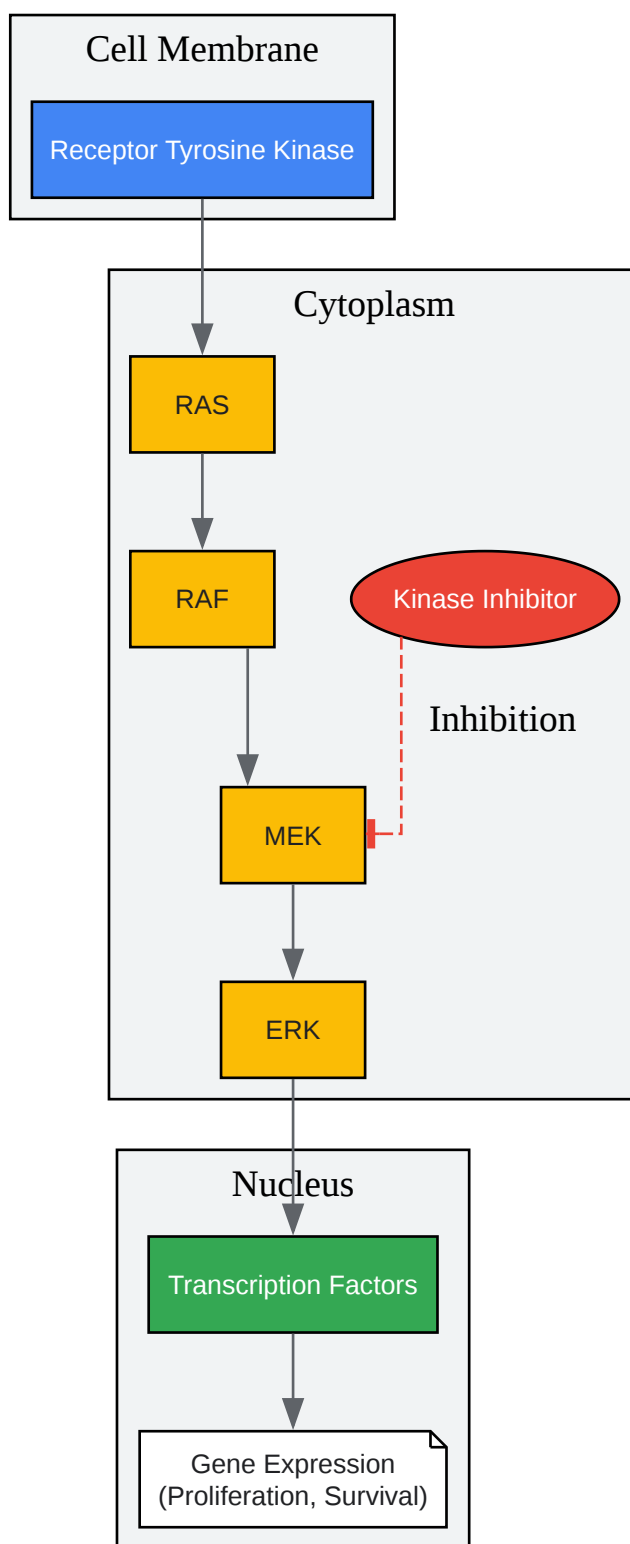 Cell Membrane
Receptor Tyrosine Kinase
Cytoplasm
RAS
RAF
Kinase Inhibitor
Inhibition
MEK
ERK
Nucleus
Transcription Factors
Gene Expression
(Proliferation, Survival)